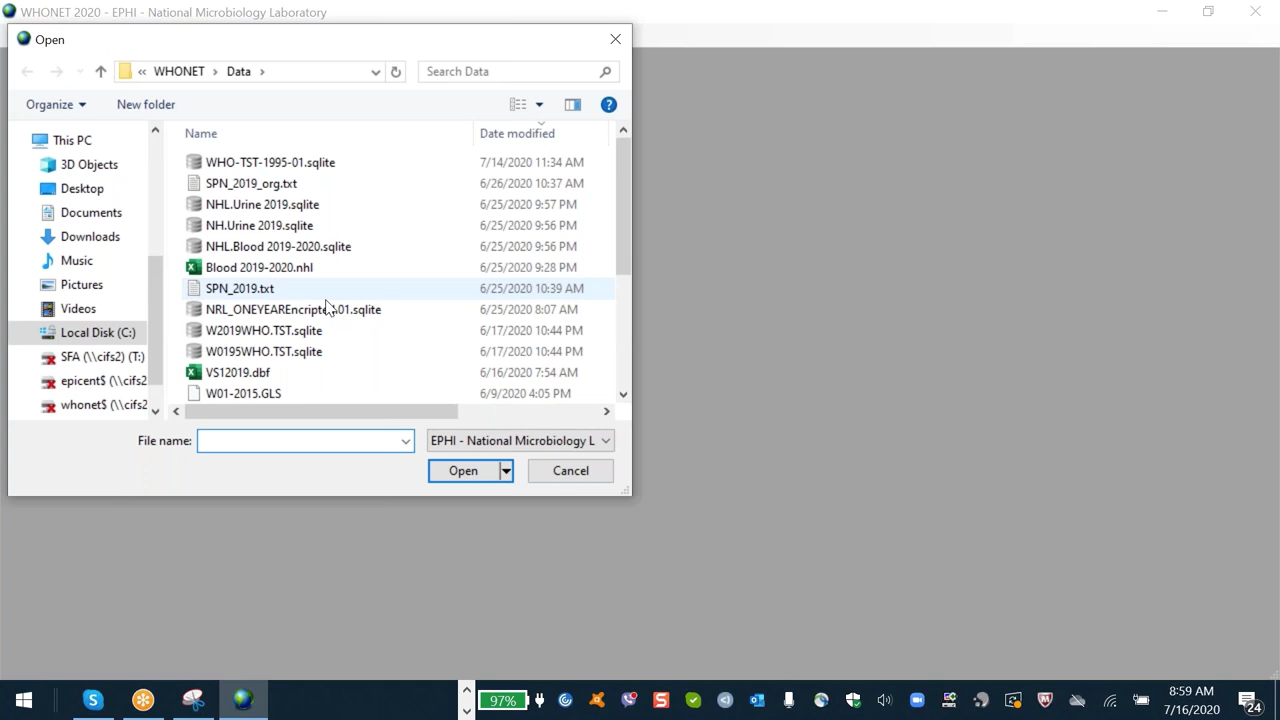 WHONET 2020 - EPHI - National Microbiology Laboratory
Open
« WHONET › Data ›
Search Data
Organize
New folder
Name
Date modified
This PC
3D Objects
Desktop
Documents
Downloads
Music
Pictures
Videos
Local Disk (C:)
SFA (\\cifs2) (T:)
epicent$ (\\cifs2
whonet$ (\\cifs2
WHO-TST-1995-01.sqlite 7/14/2020 11:34 AM
SPN_2019_org.txt 6/26/2020 10:37 AM
NHL.Urine 2019.sqlite 6/25/2020 9:57 PM
NH.Urine 2019.sqlite 6/25/2020 9:56 PM
NHL.Blood 2019-2020.sqlite 6/25/2020 9:56 PM
Blood 2019-2020.nhl 6/25/2020 9:28 PM
SPN_2019.txt 6/25/2020 10:39 AM
6/25/2020 8:07 AM
W2019WHO.TST.sqlite 6/17/2020 10:44 PM
W0195WHO.TST.sqlite 6/17/2020 10:44 PM
VS12019.dbf 6/16/2020 7:54 AM
W01-2015.GLS 6/9/2020 4:05 PM
File name:
EPHI - National Microbiology L
Open
Cancel
97%
8:59 AM
7/16/2020
24